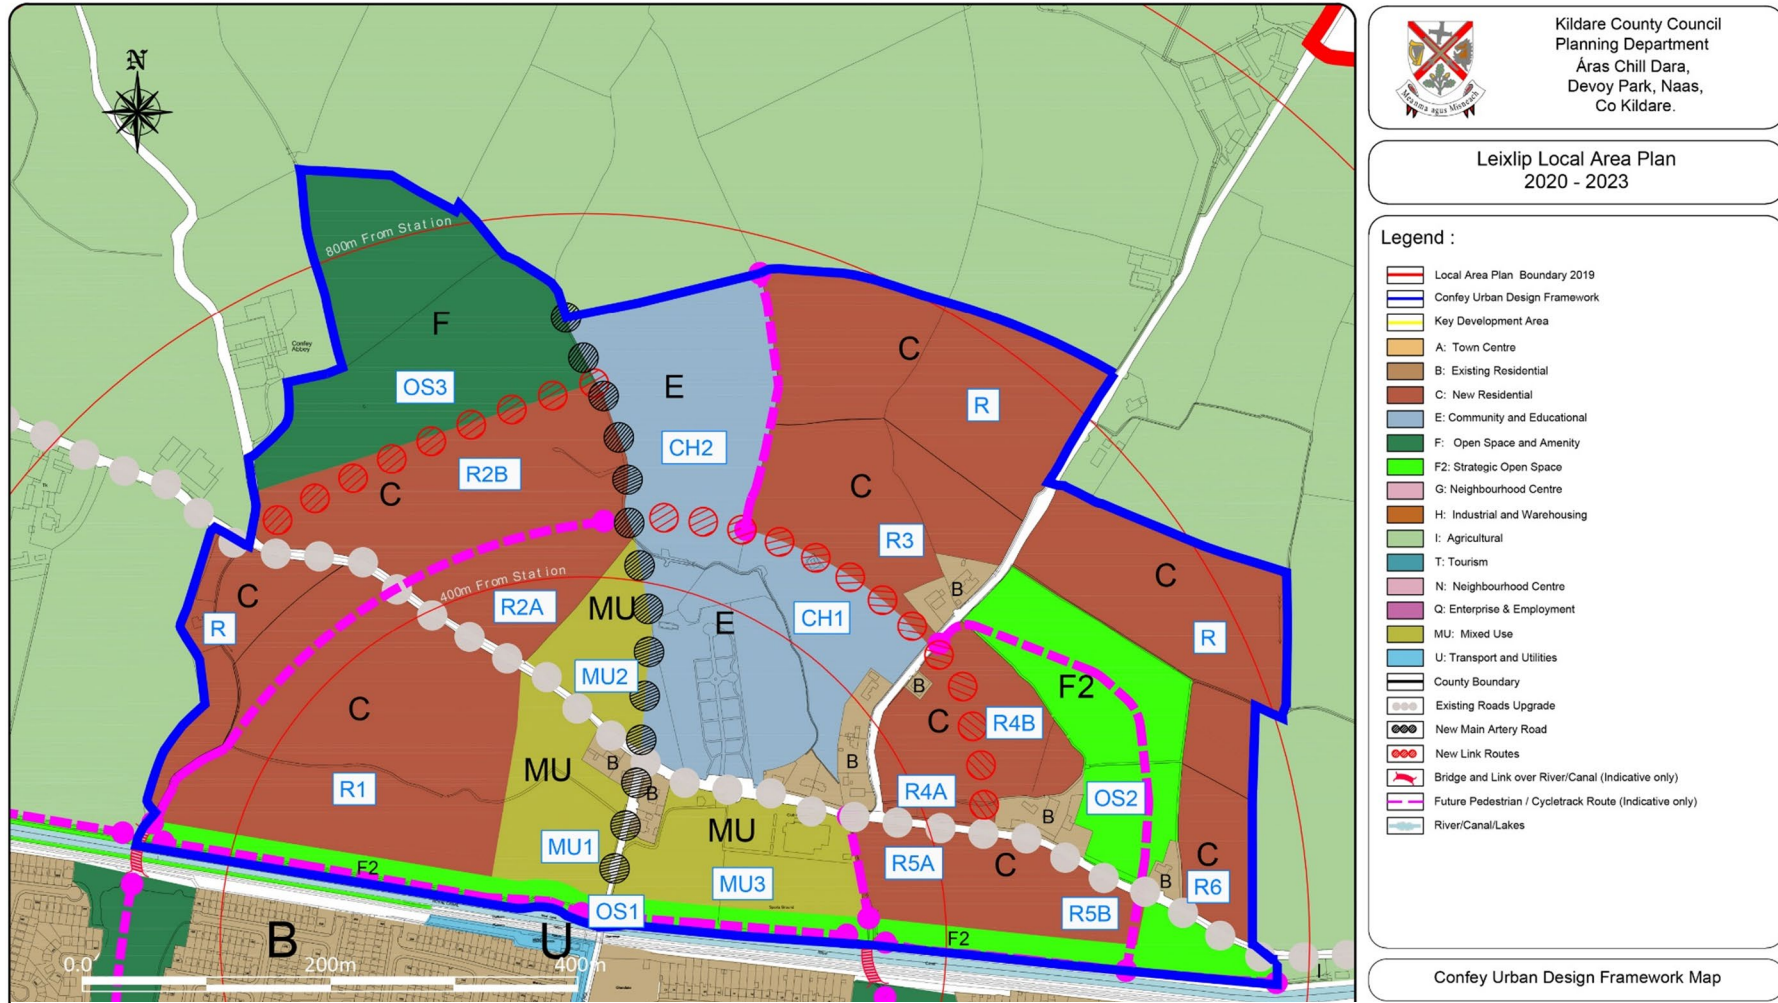 N
800m From Station
F
OS3
Confey
Abbey
E
CH2
C
R
R2B
C
C
R3
400m From Station
R2A
C
R
MU
MU2
E
CH1
B
C
R
F2
B
C
R4B
C
R1
MU
B
B
B
R4A
OS2
B
MU
MU1
MU3
R5A
C
C
R6
B
R5B
F2
OS1
F2
B
U
I
0.0
200m
400m
Kildare County Council
Planning Department
Áras Chill Dara,
Devoy Park, Naas,
Co Kildare.
Meanma agus Misneach
Leixlip Local Area Plan
2020 - 2023
Legend :
Local Area Plan Boundary 2019
Confey Urban Design Framework
Key Development Area
A: Town Centre
B: Existing Residential
C: New Residential
E: Community and Educational
F: Open Space and Amenity
F2: Strategic Open Space
G: Neighbourhood Centre
H: Industrial and Warehousing
I: Agricultural
T: Tourism
N: Neighbourhood Centre
Q: Enterprise & Employment
MU: Mixed Use
U: Transport and Utilities
County Boundary
Existing Roads Upgrade
New Main Artery Road
New Link Routes
Bridge and Link over River/Canal (Indicative only)
Future Pedestrian / Cycletrack Route (Indicative only)
River/Canal/Lakes
Confey Urban Design Framework Map